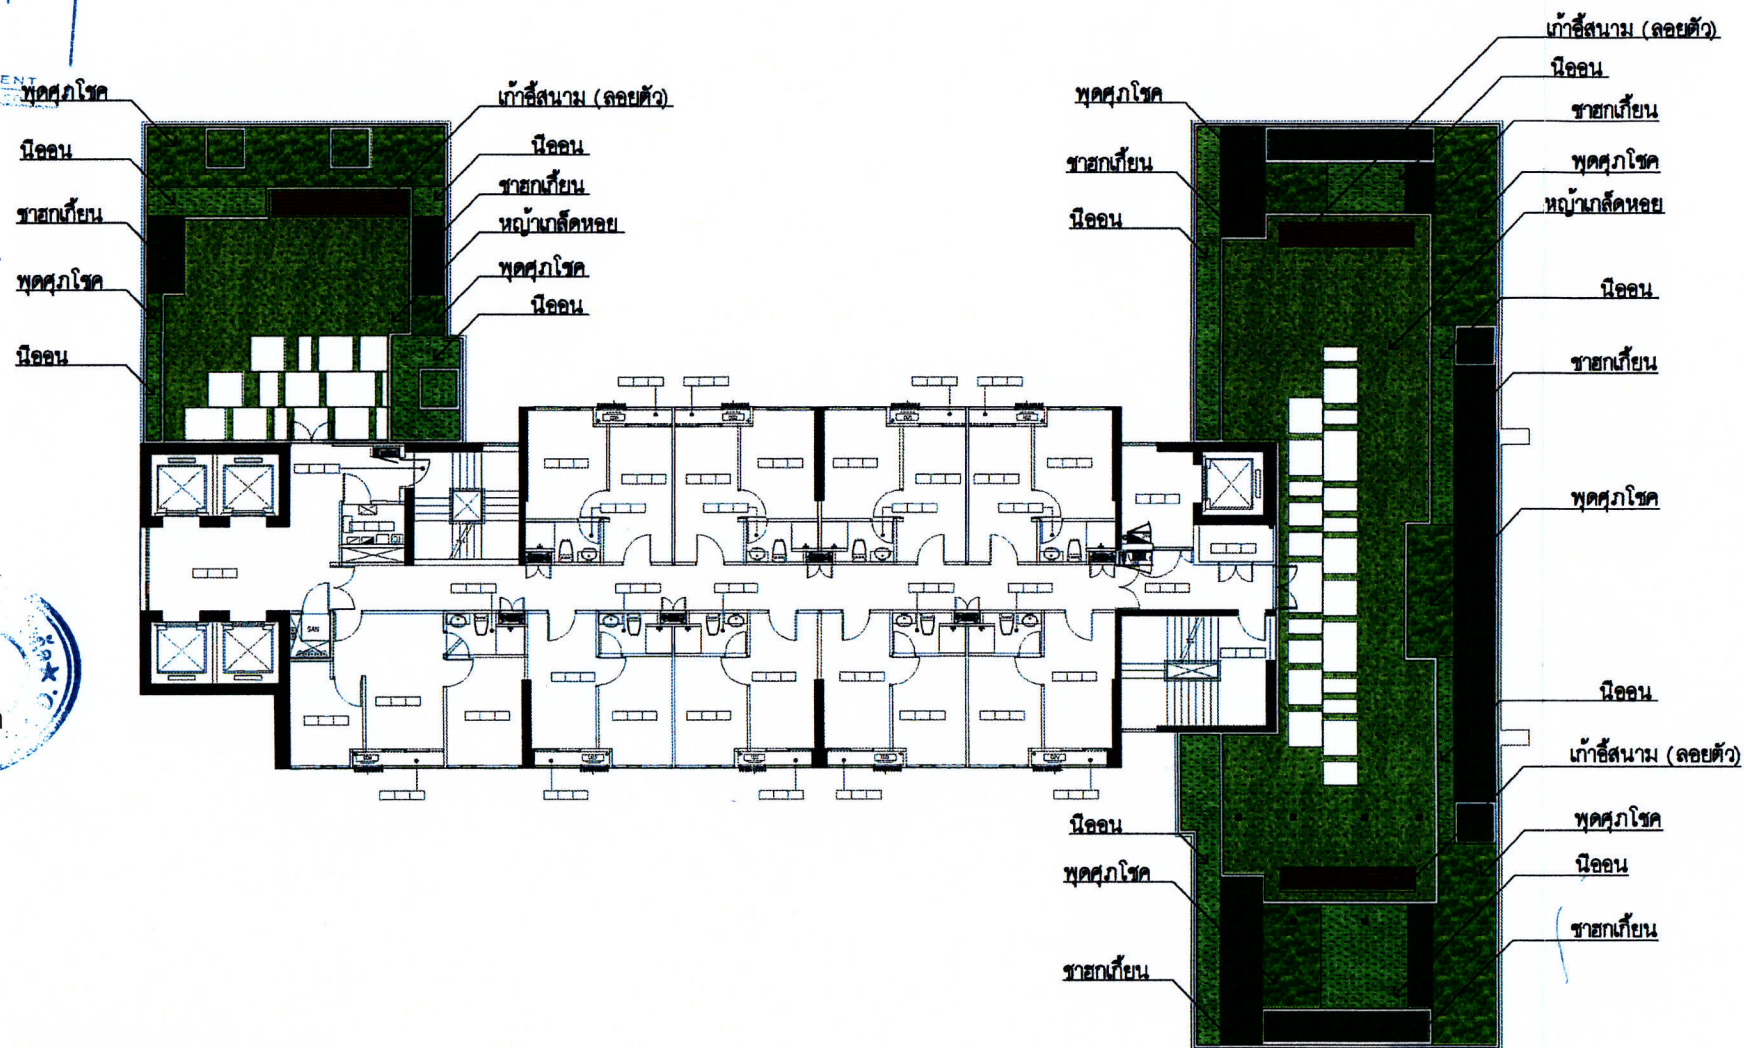 ENT
พุดศุภโชค
นีออน
ชาฮกเกี้ยน
พุดศุภโชค
นีออน
เก้าอี้สนาม (ลอยตัว)
นีออน
ชาฮกเกี้ยน
หญ้าเกล็ดหอย
พุดศุภโชค
นีออน
พุดศุภโชค
ชาฮกเกี้ยน
นีออน
เก้าอี้สนาม (ลอยตัว)
นีออน
ชาฮกเกี้ยน
พุดศุภโชค
หญ้าเกล็ดหอย
นีออน
ชาฮกเกี้ยน
พุดศุภโชค
นีออน
เก้าอี้สนาม (ลอยตัว)
พุดศุภโชค
นีออน
ชาฮกเกี้ยน
นีออน
พุดศุภโชค
ชาฮกเกี้ยน
SAN